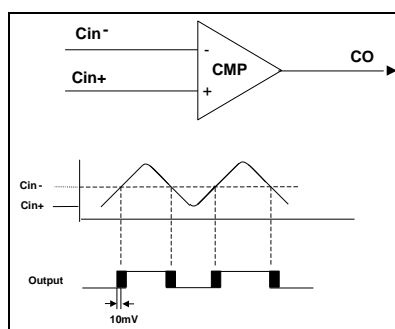 Cin-
-
CMP
CO
Cin+
+
Cin -
Cin+
Output
10mV